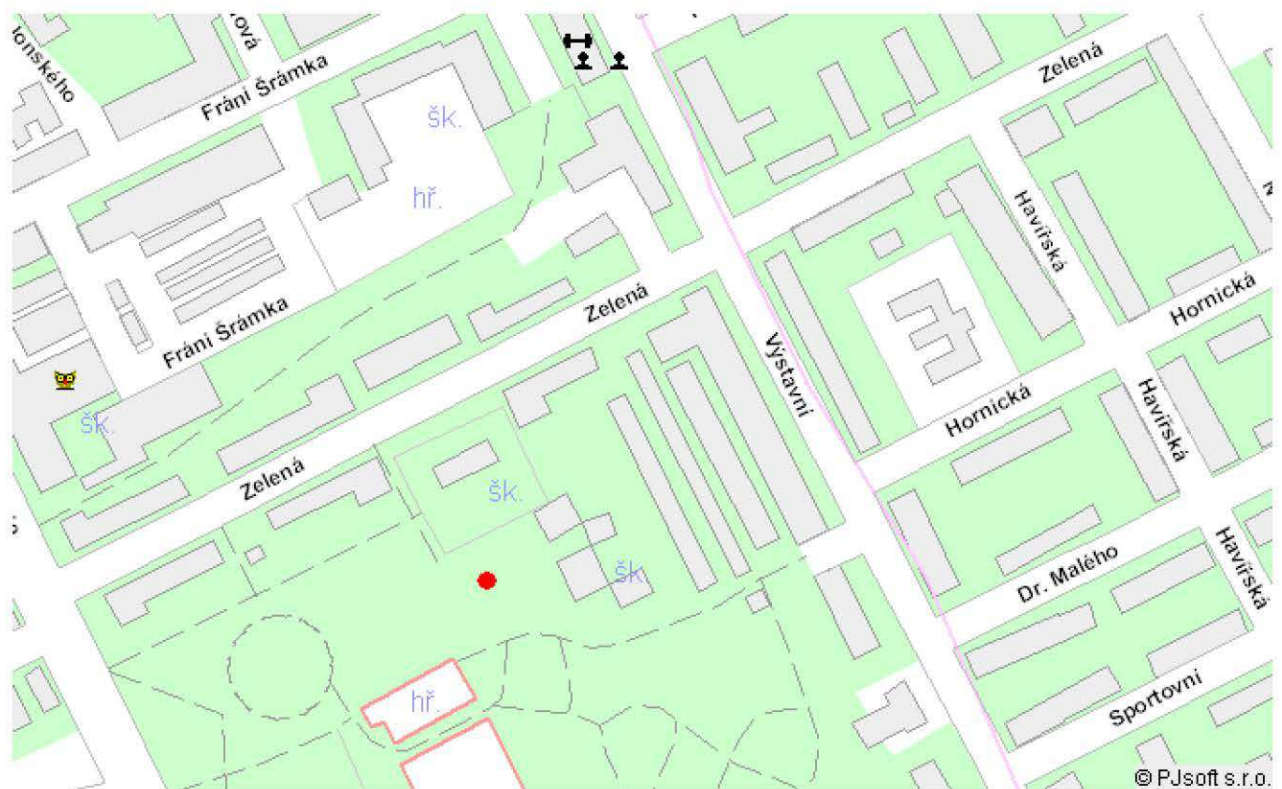 Fráni Šrámka
Zelená
šk.
hř.
Havířská
Hornická
Fráni Šrámka
Zelená
Výstavní
Hornická
Havířská
šk.
Zelená
šk.
Havířská
šk
Dr. Malého
hř.
Sportovní
© PJsoft s.r.o.